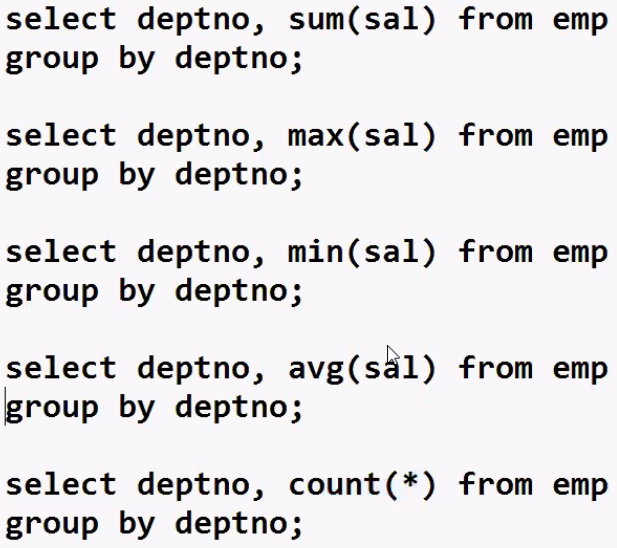 select deptno, sum(sal) from emp
group by deptno;
select deptno, max(sal) from emp
group by deptno;
select deptno, min(sal) from emp
group by deptno;
select deptno, avg(sal) from emp
group by deptno;
select deptno, count(*) from emp
group by deptno;